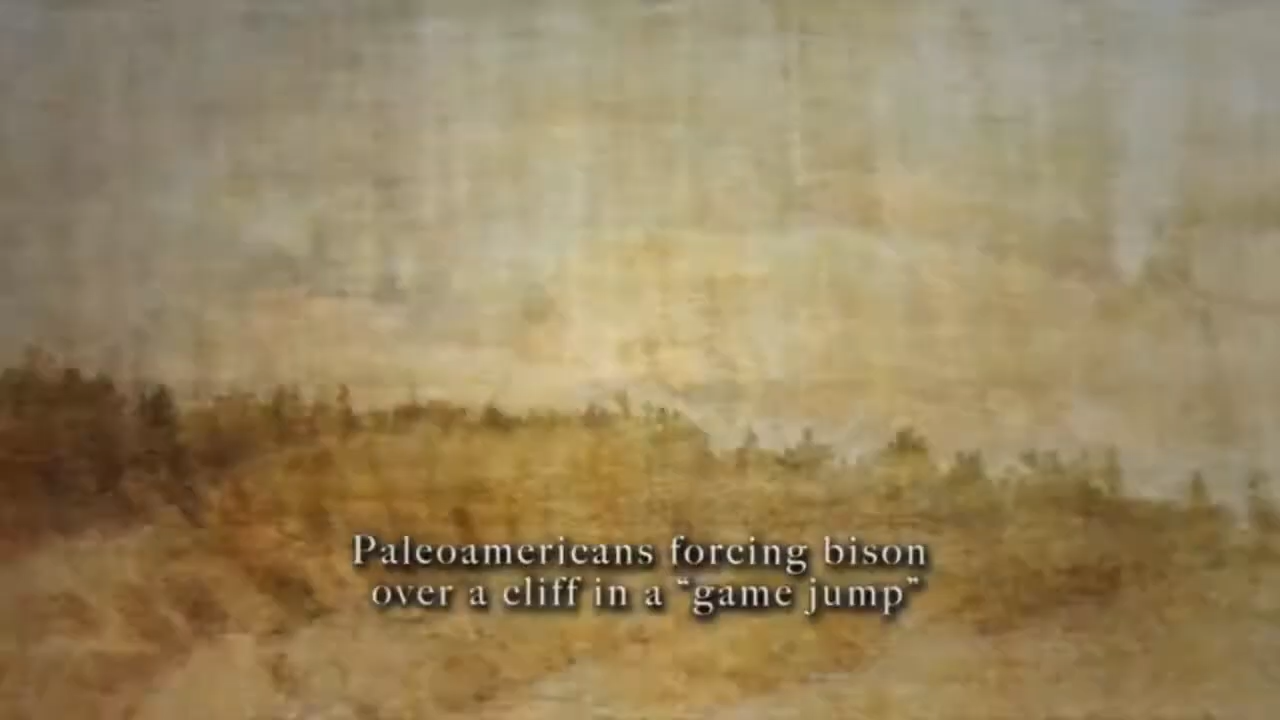 Paleoamericans forcing bison
over a cliff in a “game jump”